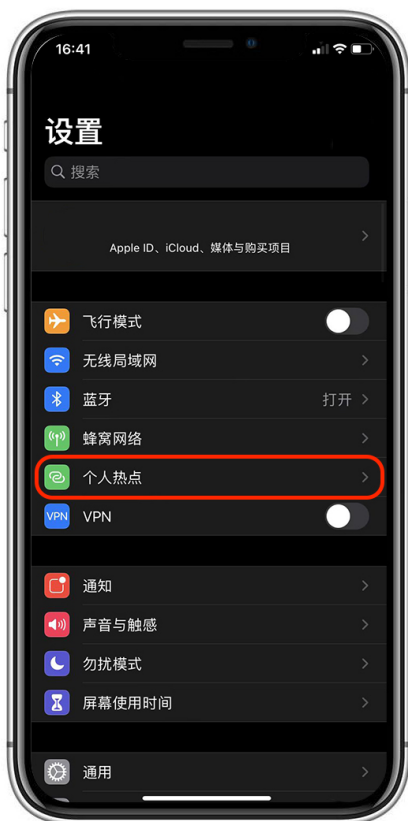 16:41
设置
搜索
Apple ID、iCloud、媒体与购买项目
飞行模式
无线局域网
蓝牙 打开
蜂窝网络
个人热点
VPN VPN
通知
声音与触感
勿扰模式
屏幕使用时间
通用